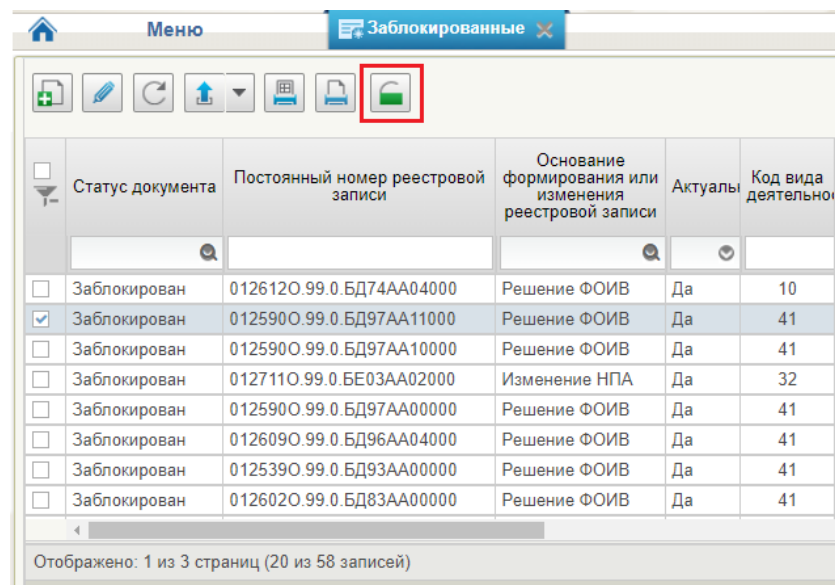 Меню
Заблокированные
Статус документа
Постоянный номер реестровой
записи
Основание
формирования или
изменения
реестровой записи
Актуаль
Код вида
деятельно
Заблокирован 012612О.99.0.БД74АА04000 Решение ФОИВ Да 10
Заблокирован 012590О.99.0.БД97АА11000 Решение ФОИВ Да 41
Заблокирован 012590О.99.0.БД97АА10000 Решение ФОИВ Да 41
Заблокирован 012711О.99.0.БЕ03АА02000 Изменение НПА Да 32
Заблокирован 012590О.99.0.БД97АА00000 Решение ФОИВ Да 41
Заблокирован 012609О.99.0.БД96АА04000 Решение ФОИВ Да 41
Заблокирован 012539О.99.0.БД93АА00000 Решение ФОИВ Да 41
Заблокирован 012602О.99.0.БД83АА00000 Решение ФОИВ Да 41
Отображено: 1 из 3 страниц (20 из 58 записей)